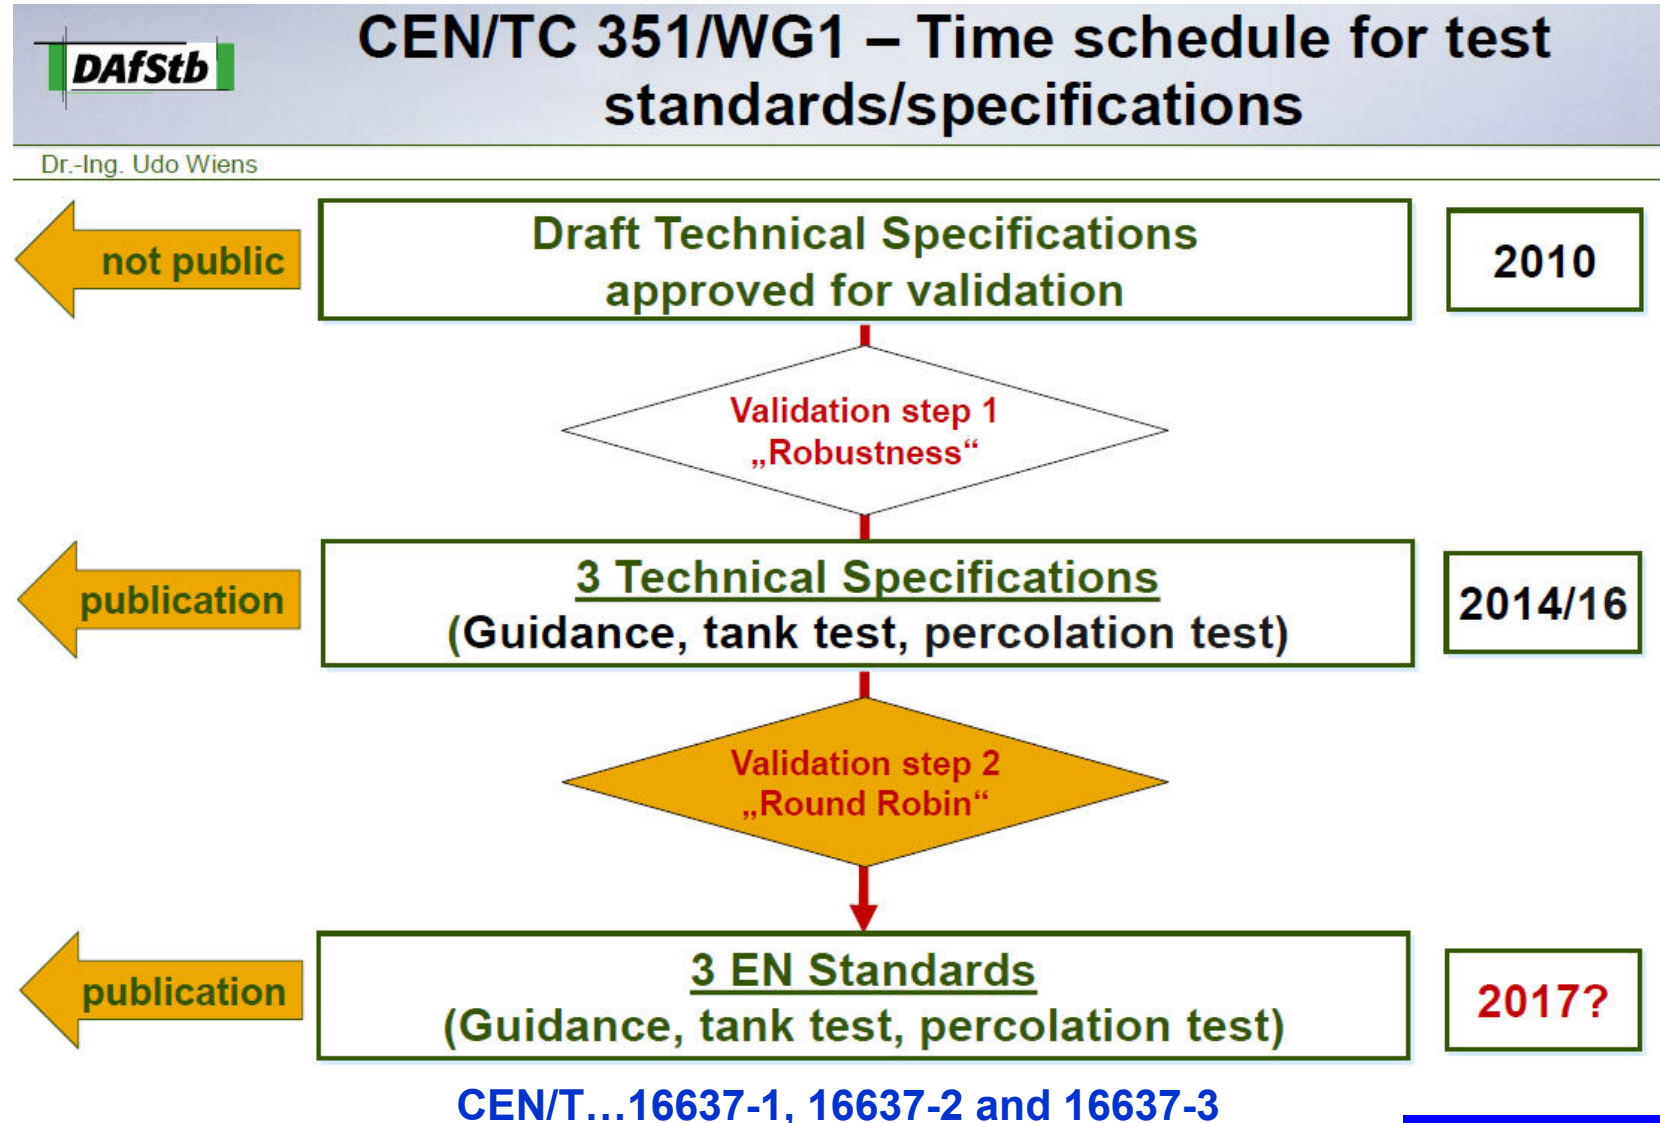 DAfStb
CEN/TC 351/WG1 – Time schedule for test
standards/specifications
Dr.-Ing. Udo Wiens
not public
Draft Technical Specifications
approved for validation
2010
Validation step 1
„Robustness“
publication
3 Technical Specifications
(Guidance, tank test, percolation test)
2014/16
Validation step 2
„Round Robin“
publication
3 EN Standards
(Guidance, tank test, percolation test)
2017?
CEN/T…16637-1, 16637-2 and 16637-3